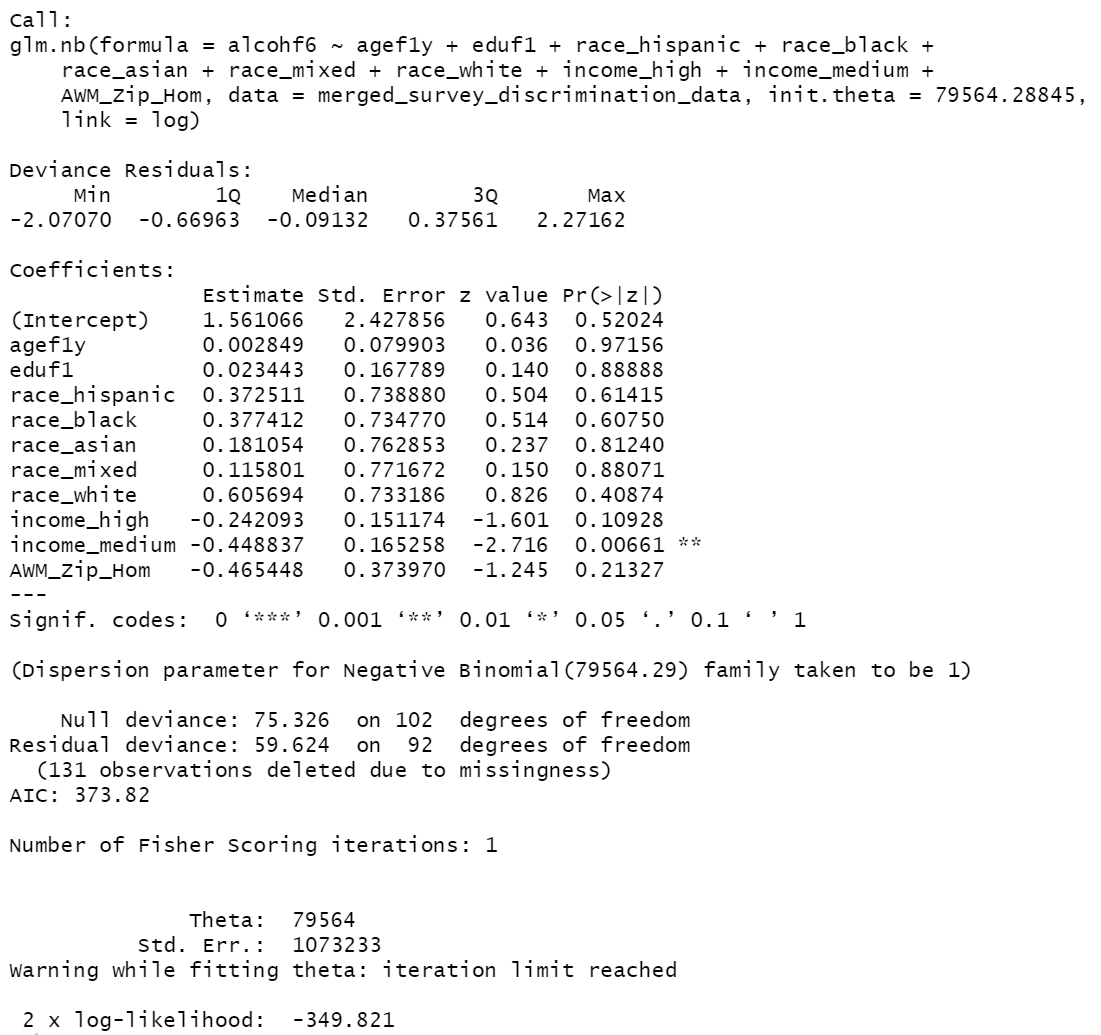 Call:
glm.nb(formula = alcohf6 ~ agef1y + eduf1 + race_hispanic + race_black +
    race_asian + race_mixed + race_white + income_high + income_medium +
    AWM_Zip_Hom, data = merged_survey_discrimination_data, init.theta = 79564.28845,
    link = log)

Deviance Residuals:
     Min        1Q    Median        3Q       Max
-2.07070  -0.66963  -0.09132   0.37561   2.27162

Coefficients:
               Estimate Std. Error z value Pr(>|z|)
(Intercept)    1.561066   2.427856   0.643  0.52024
agef1y         0.002849   0.079903   0.036  0.97156
eduf1          0.023443   0.167789   0.140  0.88888
race_hispanic  0.372511   0.738880   0.504  0.61415
race_black     0.377412   0.734770   0.514  0.60750
race_asian     0.181054   0.762853   0.237  0.81240
race_mixed     0.115801   0.771672   0.150  0.88071
race_white     0.605694   0.733186   0.826  0.40874
income_high   -0.242093   0.151174  -1.601  0.10928
income_medium -0.448837   0.165258  -2.716  0.00661 **
AWM_Zip_Hom   -0.465448   0.373970  -1.245  0.21327
---
Signif. codes:  0 ‘***’ 0.001 ‘**’ 0.01 ‘*’ 0.05 ‘.’ 0.1 ‘ ’ 1

(Dispersion parameter for Negative Binomial(79564.29) family taken to be 1)

    Null deviance: 75.326  on 102  degrees of freedom
Residual deviance: 59.624  on  92  degrees of freedom
  (131 observations deleted due to missingness)
AIC: 373.82

Number of Fisher Scoring iterations: 1


              Theta:  79564
          Std. Err.:  1073233
Warning while fitting theta: iteration limit reached

 2 x log-likelihood:  -349.821